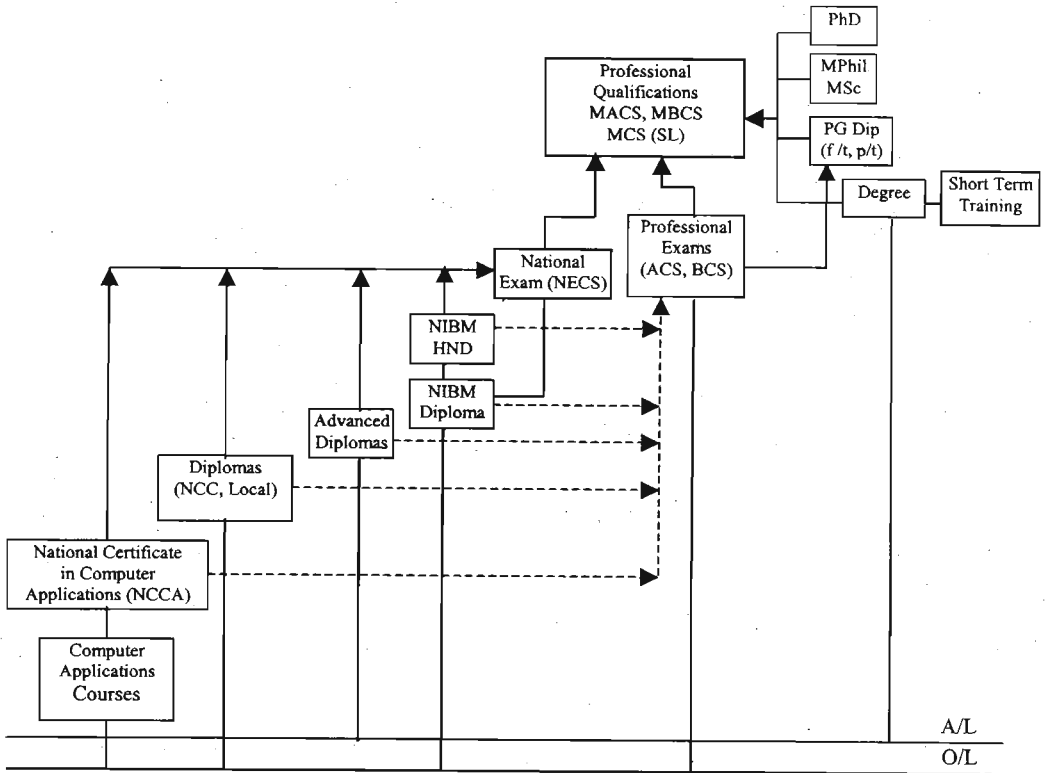 PhD
MPhil
MSc
PG Dip
(f /t, p/t)
Degree
Short Term
Training
Professional
Qualifications
MACS, MBCS
MCS (SL)
Professional
Exams
(ACS, BCS)
National
Exam (NECS)
NIBM
HND
NIBM
Diploma
Advanced
Diplomas
Diplomas
(NCC, Local)
National Certificate
in Computer
Applications (NCCA)
Computer
Applications
Courses
A/L
O/L